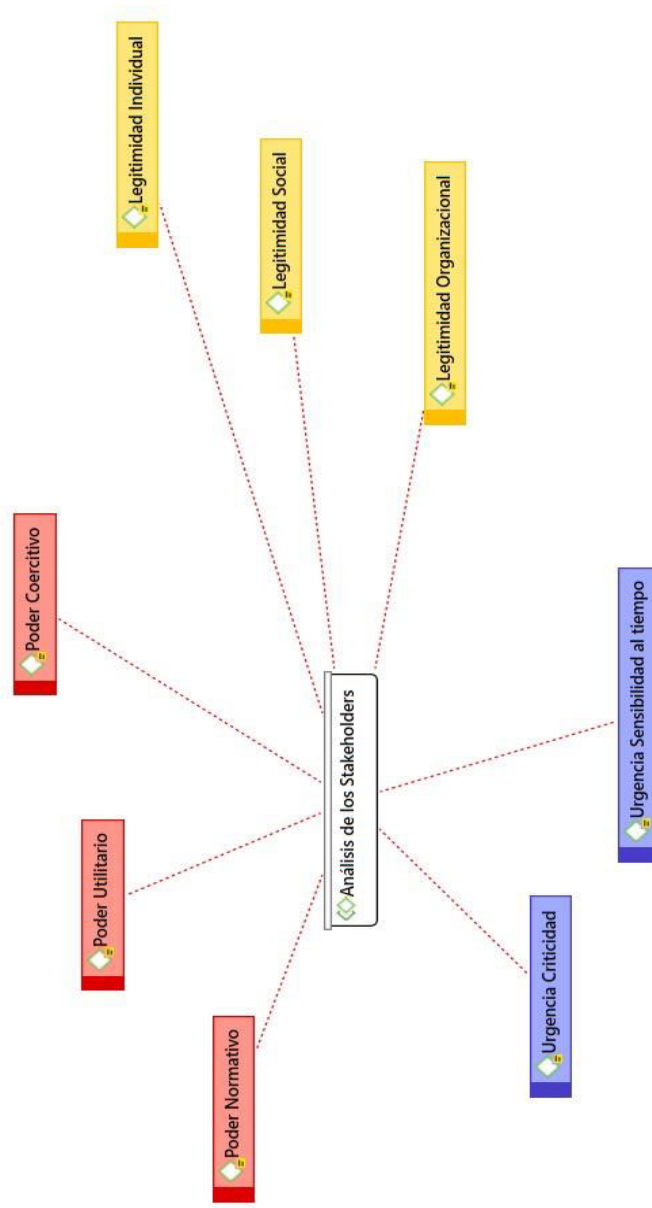 Poder Coercitivo
Poder Utilitario
Poder Normativo
Legitimidad Individual
Legitimidad Social
Legitimidad Organizacional
Análisis de los Stakeholders
Urgencia Criticidad
Urgencia Sensibilidad al tiempo